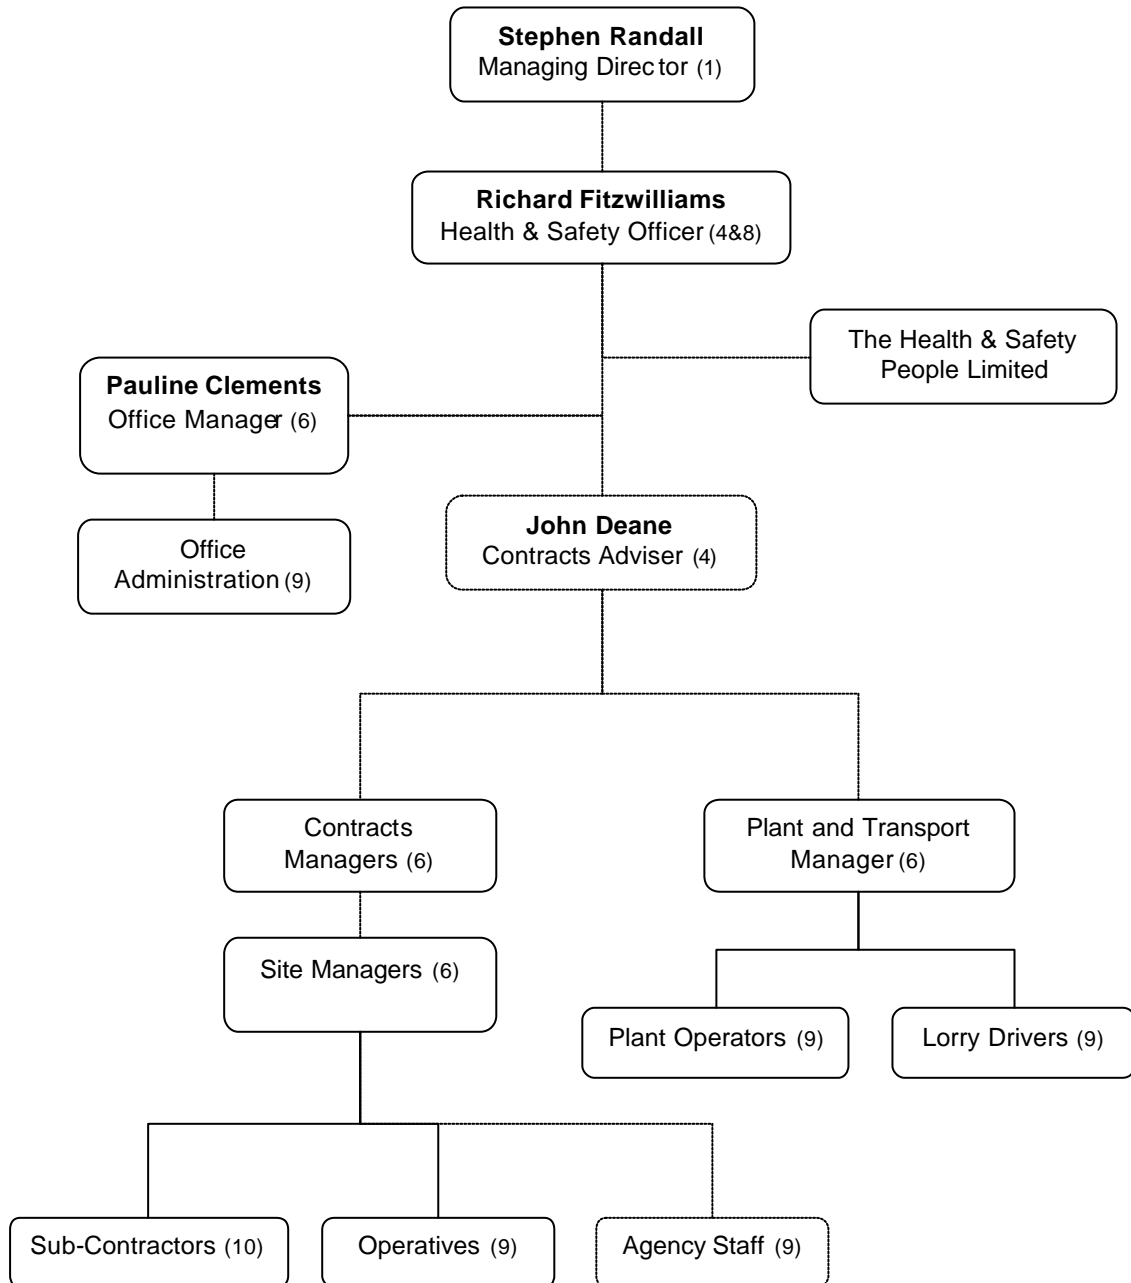 Stephen Randall
Managing Director (1)
Richard Fitzwilliams
Health & Safety Officer (4&8)
The Health & Safety
People Limited
Pauline Clements
Office Manager (6)
John Deane
Contracts Adviser (4)
Office
Administration (9)
Contracts
Managers (6)
Plant and Transport
Manager (6)
Site Managers (6)
Plant Operators (9)
Lorry Drivers (9)
Sub-Contractors (10)
Operatives (9)
Agency Staff (9)